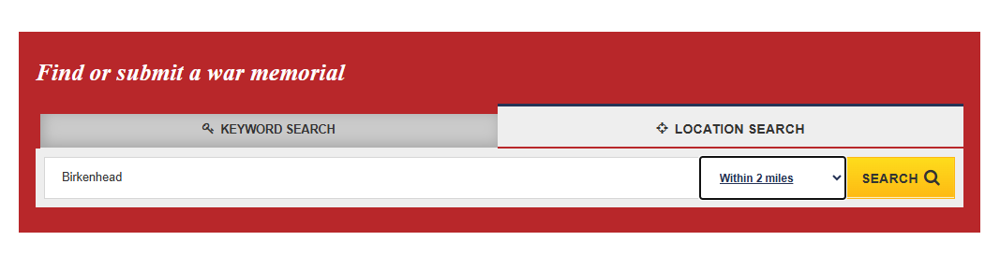 Find or submit a war memorial
KEYWORD SEARCH
LOCATION SEARCH
Birkenhead
Within 2 miles
SEARCH